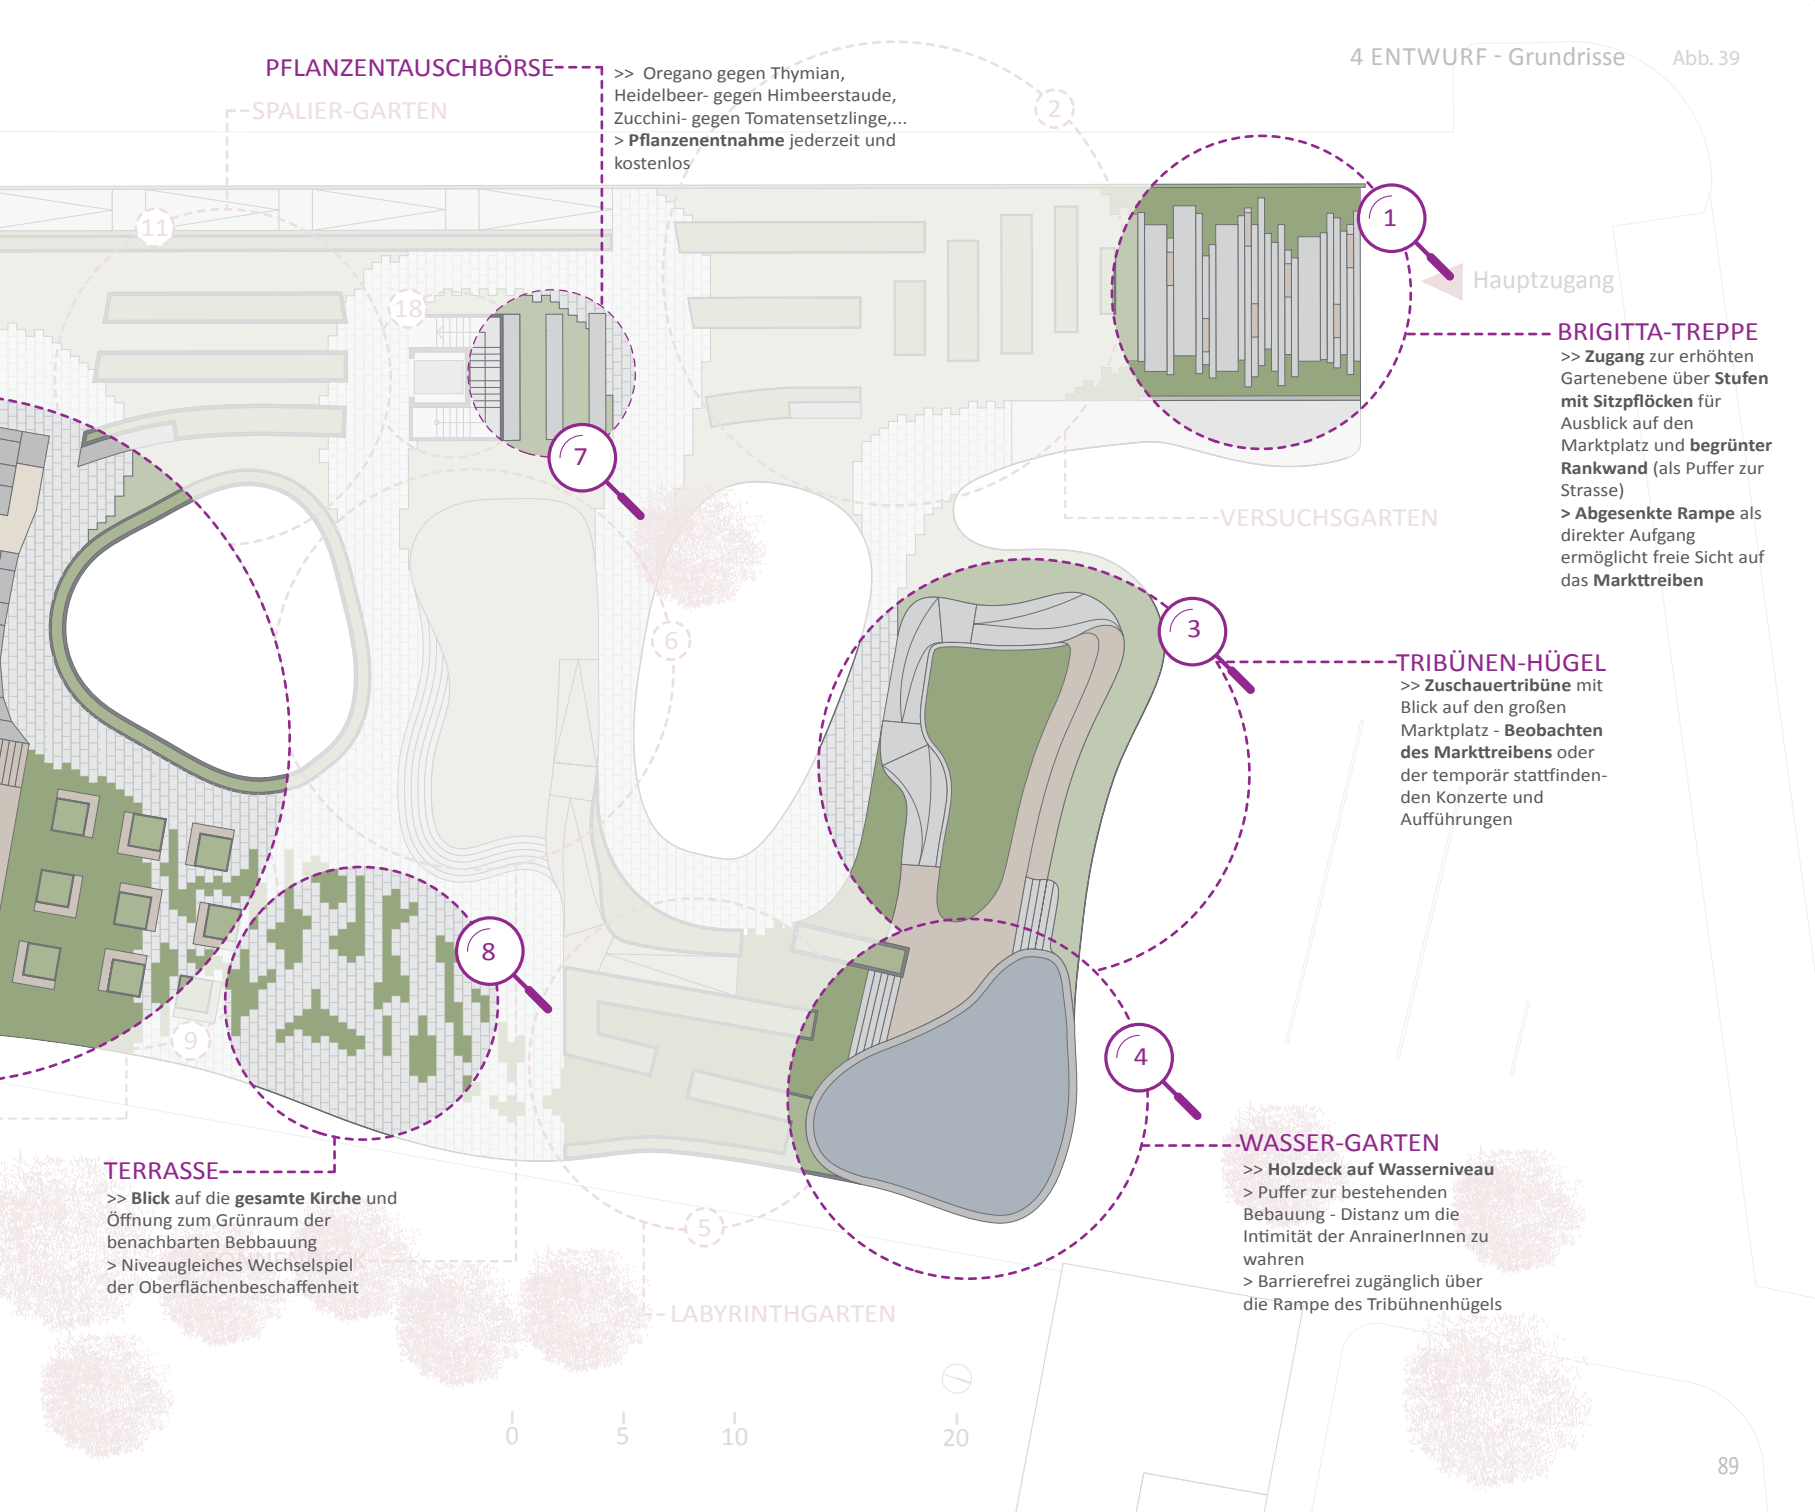 4 ENTWURF - Grundrisse
Abb. 39
PFLANZENTAUSCHBÖRSE
>> Oregano gegen Thymian,
Heidelbeer- gegen Himbeerstaude,
Zucchini- gegen Tomatensetzlinge,...
> Pflanzenentnahme jederzeit und
kostenlos
SPALIER-GARTEN
2
11
18
1
Hauptzugang
BRIGITTA-TREPPE
>> Zugang zur erhöhten
Gartenebene über Stufen
mit Sitzpflöcken für
Ausblick auf den
Marktplatz und begrünter
Rankwand (als Puffer zur
Strasse)
> Abgesenkte Rampe als
direkter Aufgang
ermöglicht freie Sicht auf
das Markttreiben
7
VERSUCHSGARTEN
6
3
TRIBÜNEN-HÜGEL
>> Zuschauertribüne mit
Blick auf den großen
Marktplatz - Beobachten
des Markttreibens oder
der temporär stattfinden-
den Konzerte und
Aufführungen
8
9
4
WASSER-GARTEN
>> Holzdeck auf Wasserniveau
> Puffer zur bestehenden
Bebauung - Distanz um die
Intimität der AnrainerInnen zu
wahren
> Barrierefrei zugänglich über
die Rampe des Tribühnenhügels
TERRASSE
>> Blick auf die gesamte Kirche und
Öffnung zum Grünraum der
benachbarten Bebbauung
> Niveaugleiches Wechselspiel
der Oberflächenbeschaffenheit
5
LABYRINTHGARTEN
0 5 10 20
89